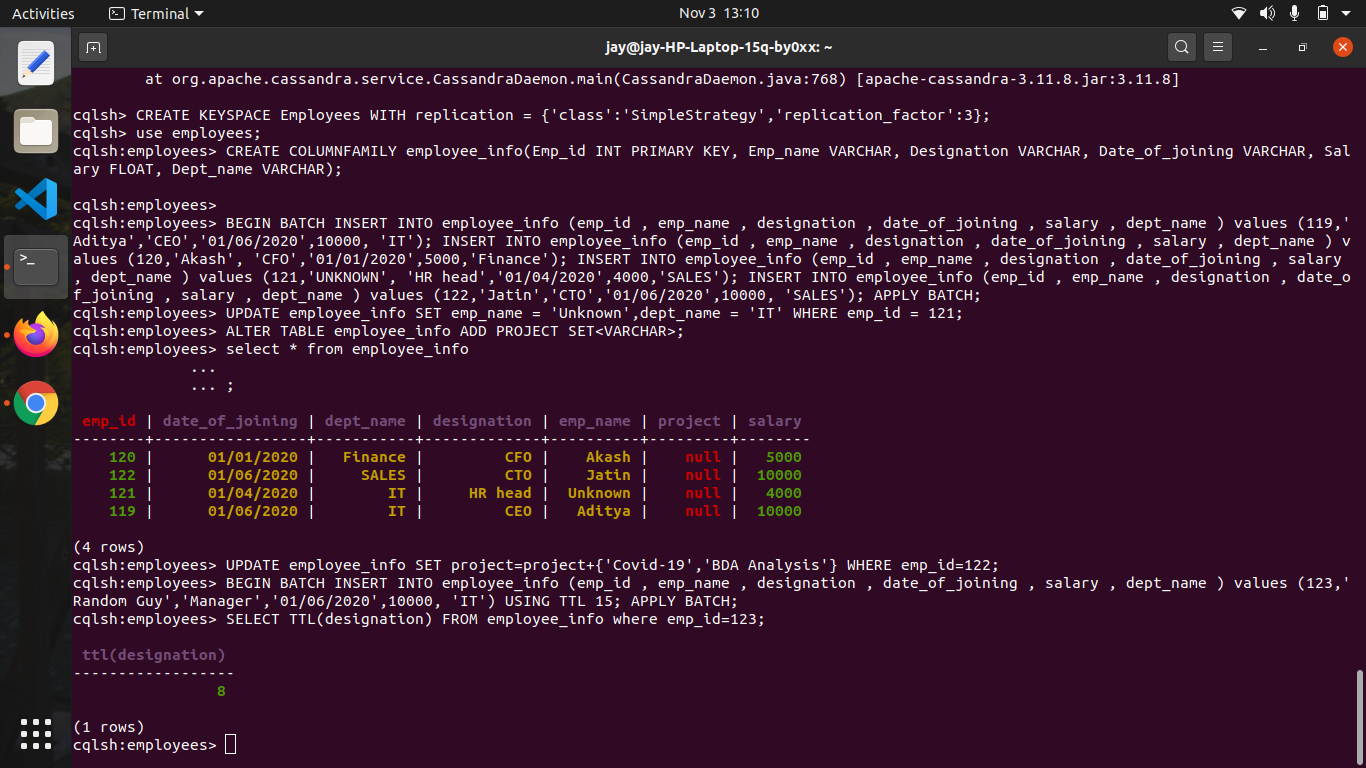 Activities Terminal Nov 3 13:10
jay@jay-HP-Laptop-15q-by0xx: ~
at org.apache.cassandra.service.CassandraDaemon.main(CassandraDaemon.java:768) [apache-cassandra-3.11.8.jar:3.11.8]
cqlsh> CREATE KEYSPACE Employees WITH replication = {'class':'SimpleStrategy','replication_factor':3};
cqlsh> use employees;
cqlsh:employees> CREATE COLUMNFAMILY employee_info(Emp_id INT PRIMARY KEY, Emp_name VARCHAR, Designation VARCHAR, Date_of_joining VARCHAR, Sal
ary FLOAT, Dept_name VARCHAR);
cqlsh:employees>
cqlsh:employees> BEGIN BATCH INSERT INTO employee_info (emp_id , emp_name , designation , date_of_joining , salary , dept_name ) values (119,'
Aditya','CEO','01/06/2020',10000, 'IT'); INSERT INTO employee_info (emp_id , emp_name , designation , date_of_joining , salary , dept_name ) v
alues (120,'Akash', 'CFO','01/01/2020',5000,'Finance'); INSERT INTO employee_info (emp_id , emp_name , designation , date_of_joining , salary
, dept_name ) values (121,'UNKNOWN', 'HR head','01/04/2020',4000,'SALES'); INSERT INTO employee_info (emp_id , emp_name , designation , date_o
f_joining , salary , dept_name ) values (122,'Jatin','CTO','01/06/2020',10000, 'SALES'); APPLY BATCH;
cqlsh:employees> UPDATE employee_info SET emp_name = 'Unknown',dept_name = 'IT' WHERE emp_id = 121;
cqlsh:employees> ALTER TABLE employee_info ADD PROJECT SET<VARCHAR>;
cqlsh:employees> select * from employee_info
...
... ;
emp_id | date_of_joining | dept_name | designation | emp_name | project | salary
--------+-----------------+-----------+-------------+----------+---------+--------
120 | 01/01/2020 | Finance | CFO | Akash | null | 5000
122 | 01/06/2020 | SALES | CTO | Jatin | null | 10000
121 | 01/04/2020 | IT | HR head | Unknown | null | 4000
119 | 01/06/2020 | IT | CEO | Aditya | null | 10000
(4 rows)
cqlsh:employees> UPDATE employee_info SET project=project+{'Covid-19','BDA Analysis'} WHERE emp_id=122;
cqlsh:employees> BEGIN BATCH INSERT INTO employee_info (emp_id , emp_name , designation , date_of_joining , salary , dept_name ) values (123,'
Random Guy','Manager','01/06/2020',10000, 'IT') USING TTL 15; APPLY BATCH;
cqlsh:employees> SELECT TTL(designation) FROM employee_info where emp_id=123;
ttl(designation)
------------------
8
(1 rows)
cqlsh:employees>